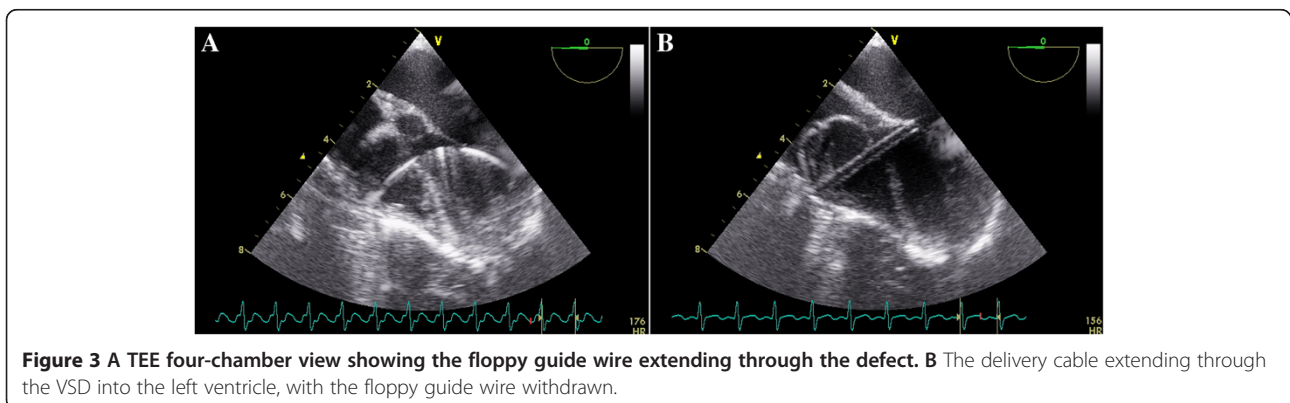 A
V
0
2
4
6
8
176
HR
B
V
0
2
4
6
8
156
HR
Figure 3 A TEE four-chamber view showing the floppy guide wire extending through the defect. B The delivery cable extending through
the VSD into the left ventricle, with the floppy guide wire withdrawn.